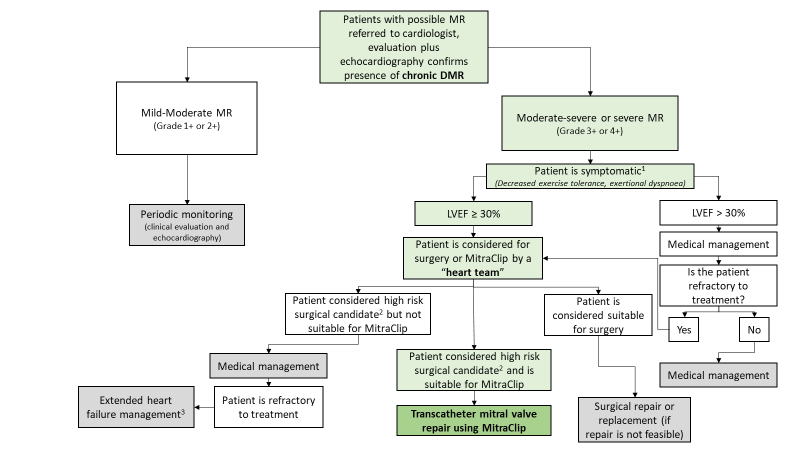 Patients with possible MR
referred to cardiologist,
evaluation plus
echocardiography confirms
presence of chronic DMR
Mild-Moderate MR
(Grade 1+ or 2+)
Moderate-severe or severe MR
(Grade 3+ or 4+)
Patient is symptomatic¹
(Decreased exercise tolerance, exertional dyspnoea)
Periodic monitoring
(clinical evaluation and
echocardiography)
LVEF ≥ 30%
LVEF > 30%
Patient is considered for
surgery or MitraClip by a
“heart team”
Medical management
Is the patient
refractory to
treatment?
Yes
No
Medical management
Patient considered high risk
surgical candidate² but not
suitable for MitraClip
Patient is
considered suitable
for surgery
Medical management
Patient considered high risk
surgical candidate² and is
suitable for MitraClip
Extended heart
failure management³
Patient is refractory
to treatment
Transcatheter mitral valve
repair using MitraClip
Surgical repair or
replacement (if
repair is not feasible)